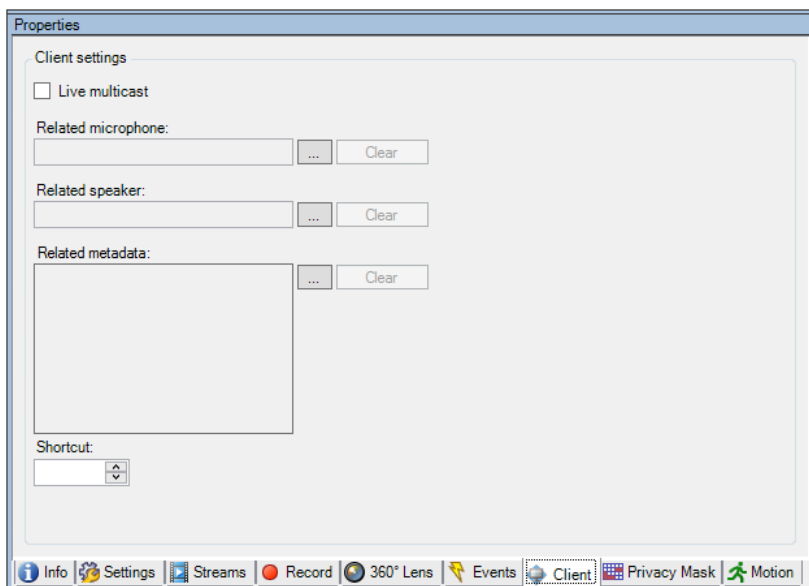 Properties
Client settings
Live multicast
Related microphone:
... Clear
Related speaker:
... Clear
Related metadata:
... Clear
Shortcut:
Info Settings Streams Record 360° Lens Events Client Privacy Mask Motion